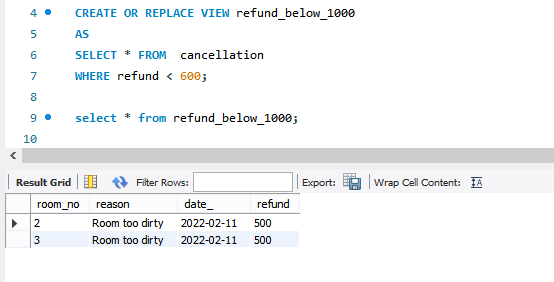 4 CREATE OR REPLACE VIEW refund_below_1000
5 AS
6 SELECT * FROM  cancellation
7 WHERE refund < 600;
8
9 select * from refund_below_1000;
10
Result Grid Filter Rows: Export: Wrap Cell Content: IA
room_no reason date_ refund
2 Room too dirty 2022-02-11 500
3 Room too dirty 2022-02-11 500